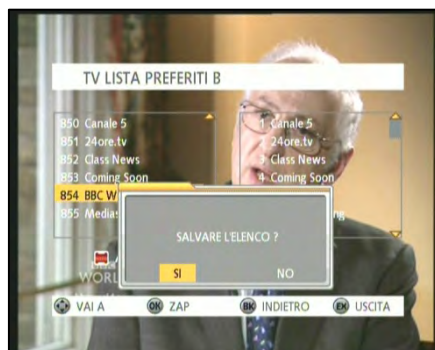 TV LISTA PREFERITI B
850 Canale 5
851 24ore.tv
852 Class News
853 Coming Soon
854 BBC W
855 Medias
1 Canale 5
24ore.tv
3 Class News
4 Coming Soon
ng
SALVARE L'ELENCO ?
SI NO
WORL
VAI A OK ZAP BK INDIETRO EX USCITA